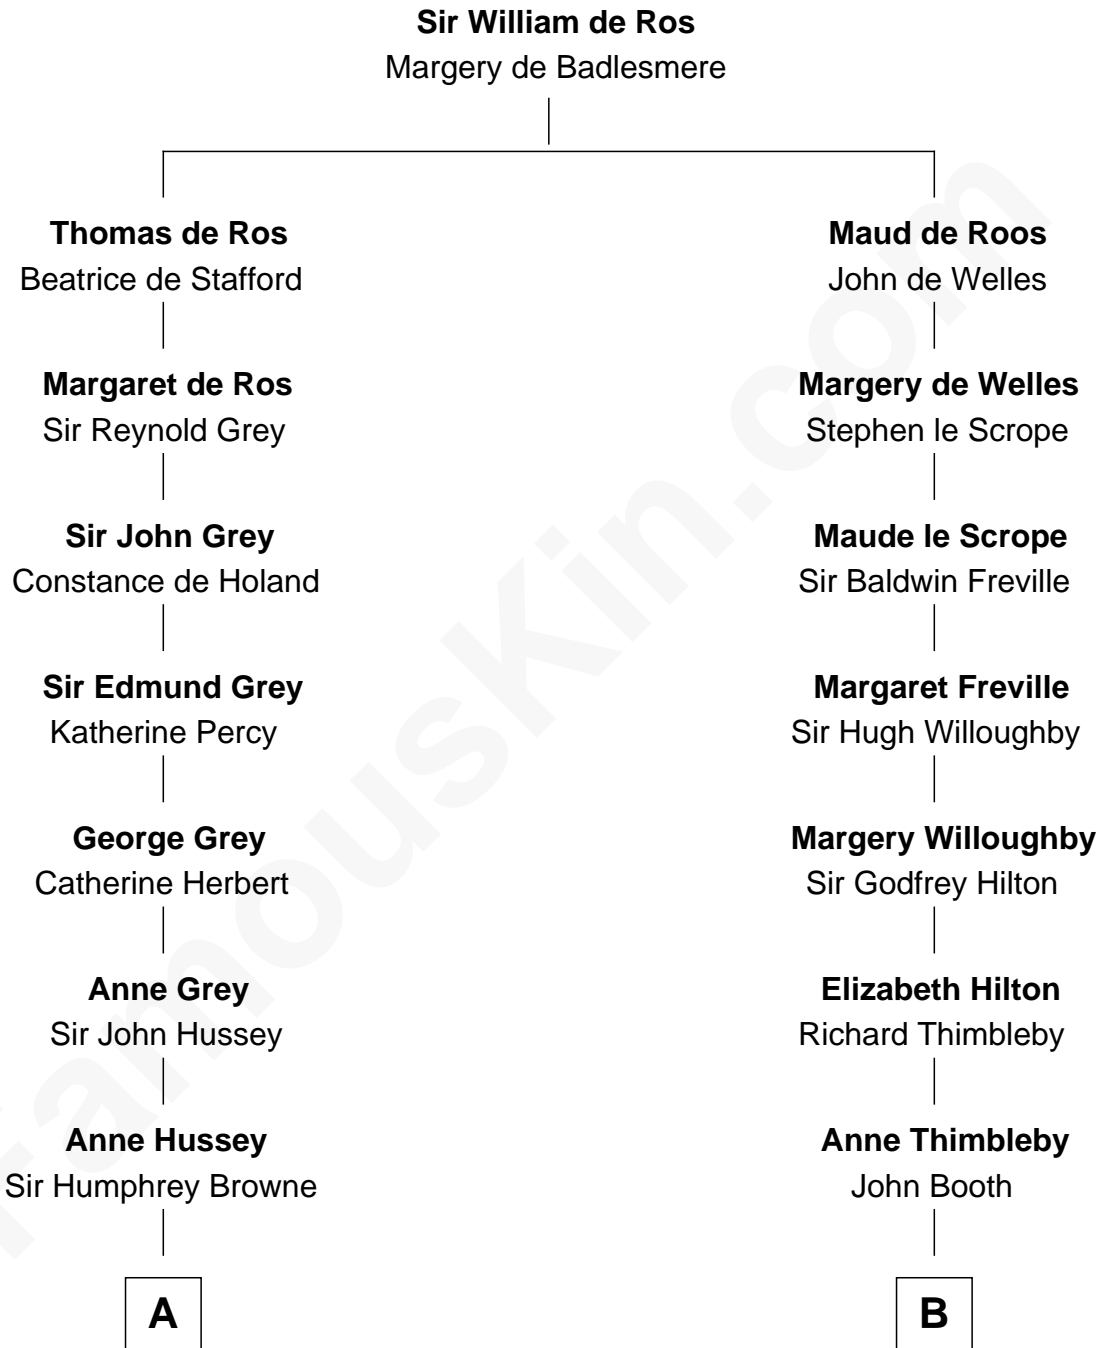 Sir William de Ros
Margery de Badlesmere
Thomas de Ros
Beatrice de Stafford
Maud de Roos
John de Welles
Margaret de Ros
Sir Reynold Grey
Margery de Welles
Stephen le Scrope
Sir John Grey
Constance de Holand
Maude le Scrope
Sir Baldwin Freville
Sir Edmund Grey
Katherine Percy
Margaret Freville
Sir Hugh Willoughby
George Grey
Catherine Herbert
Margery Willoughby
Sir Godfrey Hilton
Anne Grey
Sir John Hussey
Elizabeth Hilton
Richard Thimbleby
Anne Hussey
Sir Humphrey Browne
Anne Thimbleby
John Booth
A
B
FamousKin.com